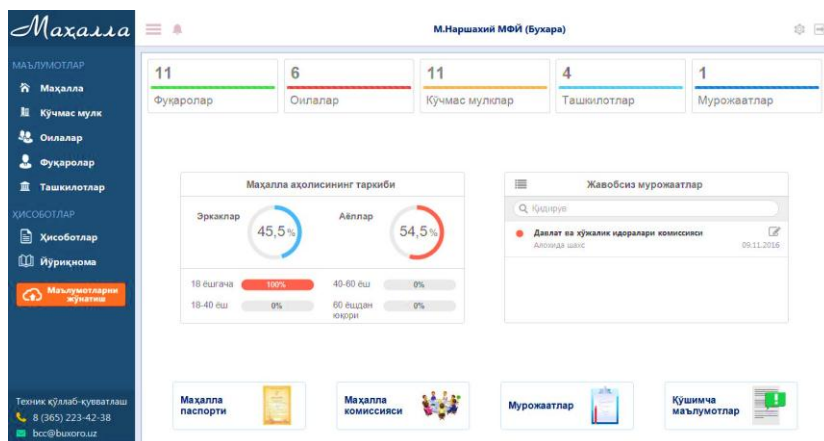 Маҳалла
М.Наршахий МФЙ (Бухара)
МАЪЛУМОТЛАР
Маҳалла
Кўчмас мулк
Оилалар
Фуқаролар
Ташкилотлар
ҲИСОБОТЛАР
Ҳисоботлар
Йўриқнома
Маълумотларни
жўнатиш
Техник қўллаб-қувватлаш
8 (365) 223-42-38
bcc@buxoro.uz
11
Фуқаролар
6
Оилалар
11
Кўчмас мулклар
4
Ташкилотлар
1
Мурожаатлар
Маҳалла аҳолисининг таркиби
Эркаклар
45,5%
Аёллар
54,5%
18 ёшгача 100%
40-60 ёш 0%
18-40 ёш 0%
60 ёшдан
юқори
0%
Жавобсиз мурожаатлар
Қидирув
Давлат ва хўжалик идоралари комиссияси
Алоҳида шахс
09.11.2016
Маҳалла
паспорти
Маҳалла
комиссияси
Мурожаатлар
Қўшимча
маълумотлар